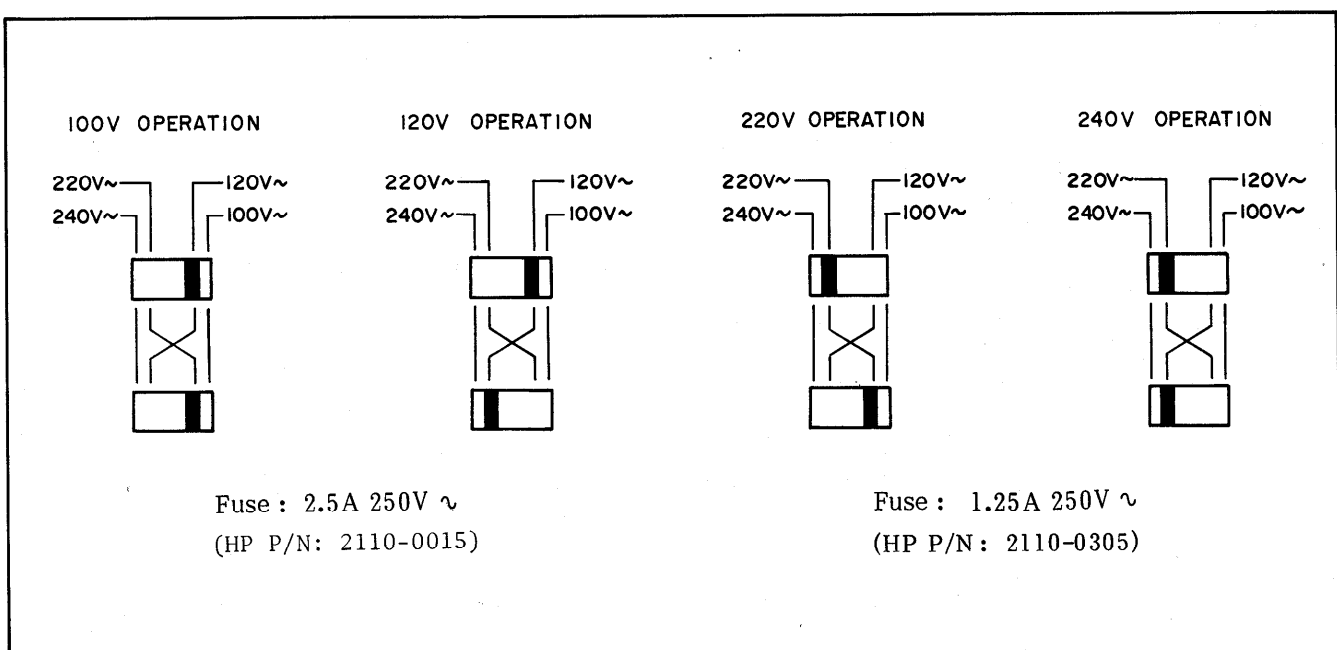 100V OPERATION
220V~ 120V~
240V~ 100V~
120V OPERATION
220V~ 120V~
240V~ 100V~
220V OPERATION
220V~ 120V~
240V~ 100V~
240V OPERATION
220V~ 120V~
240V~ 100V~
Fuse : 2.5A 250V ∿
(HP P/N: 2110-0015)
Fuse : 1.25A 250V ∿
(HP P/N : 2110-0305)